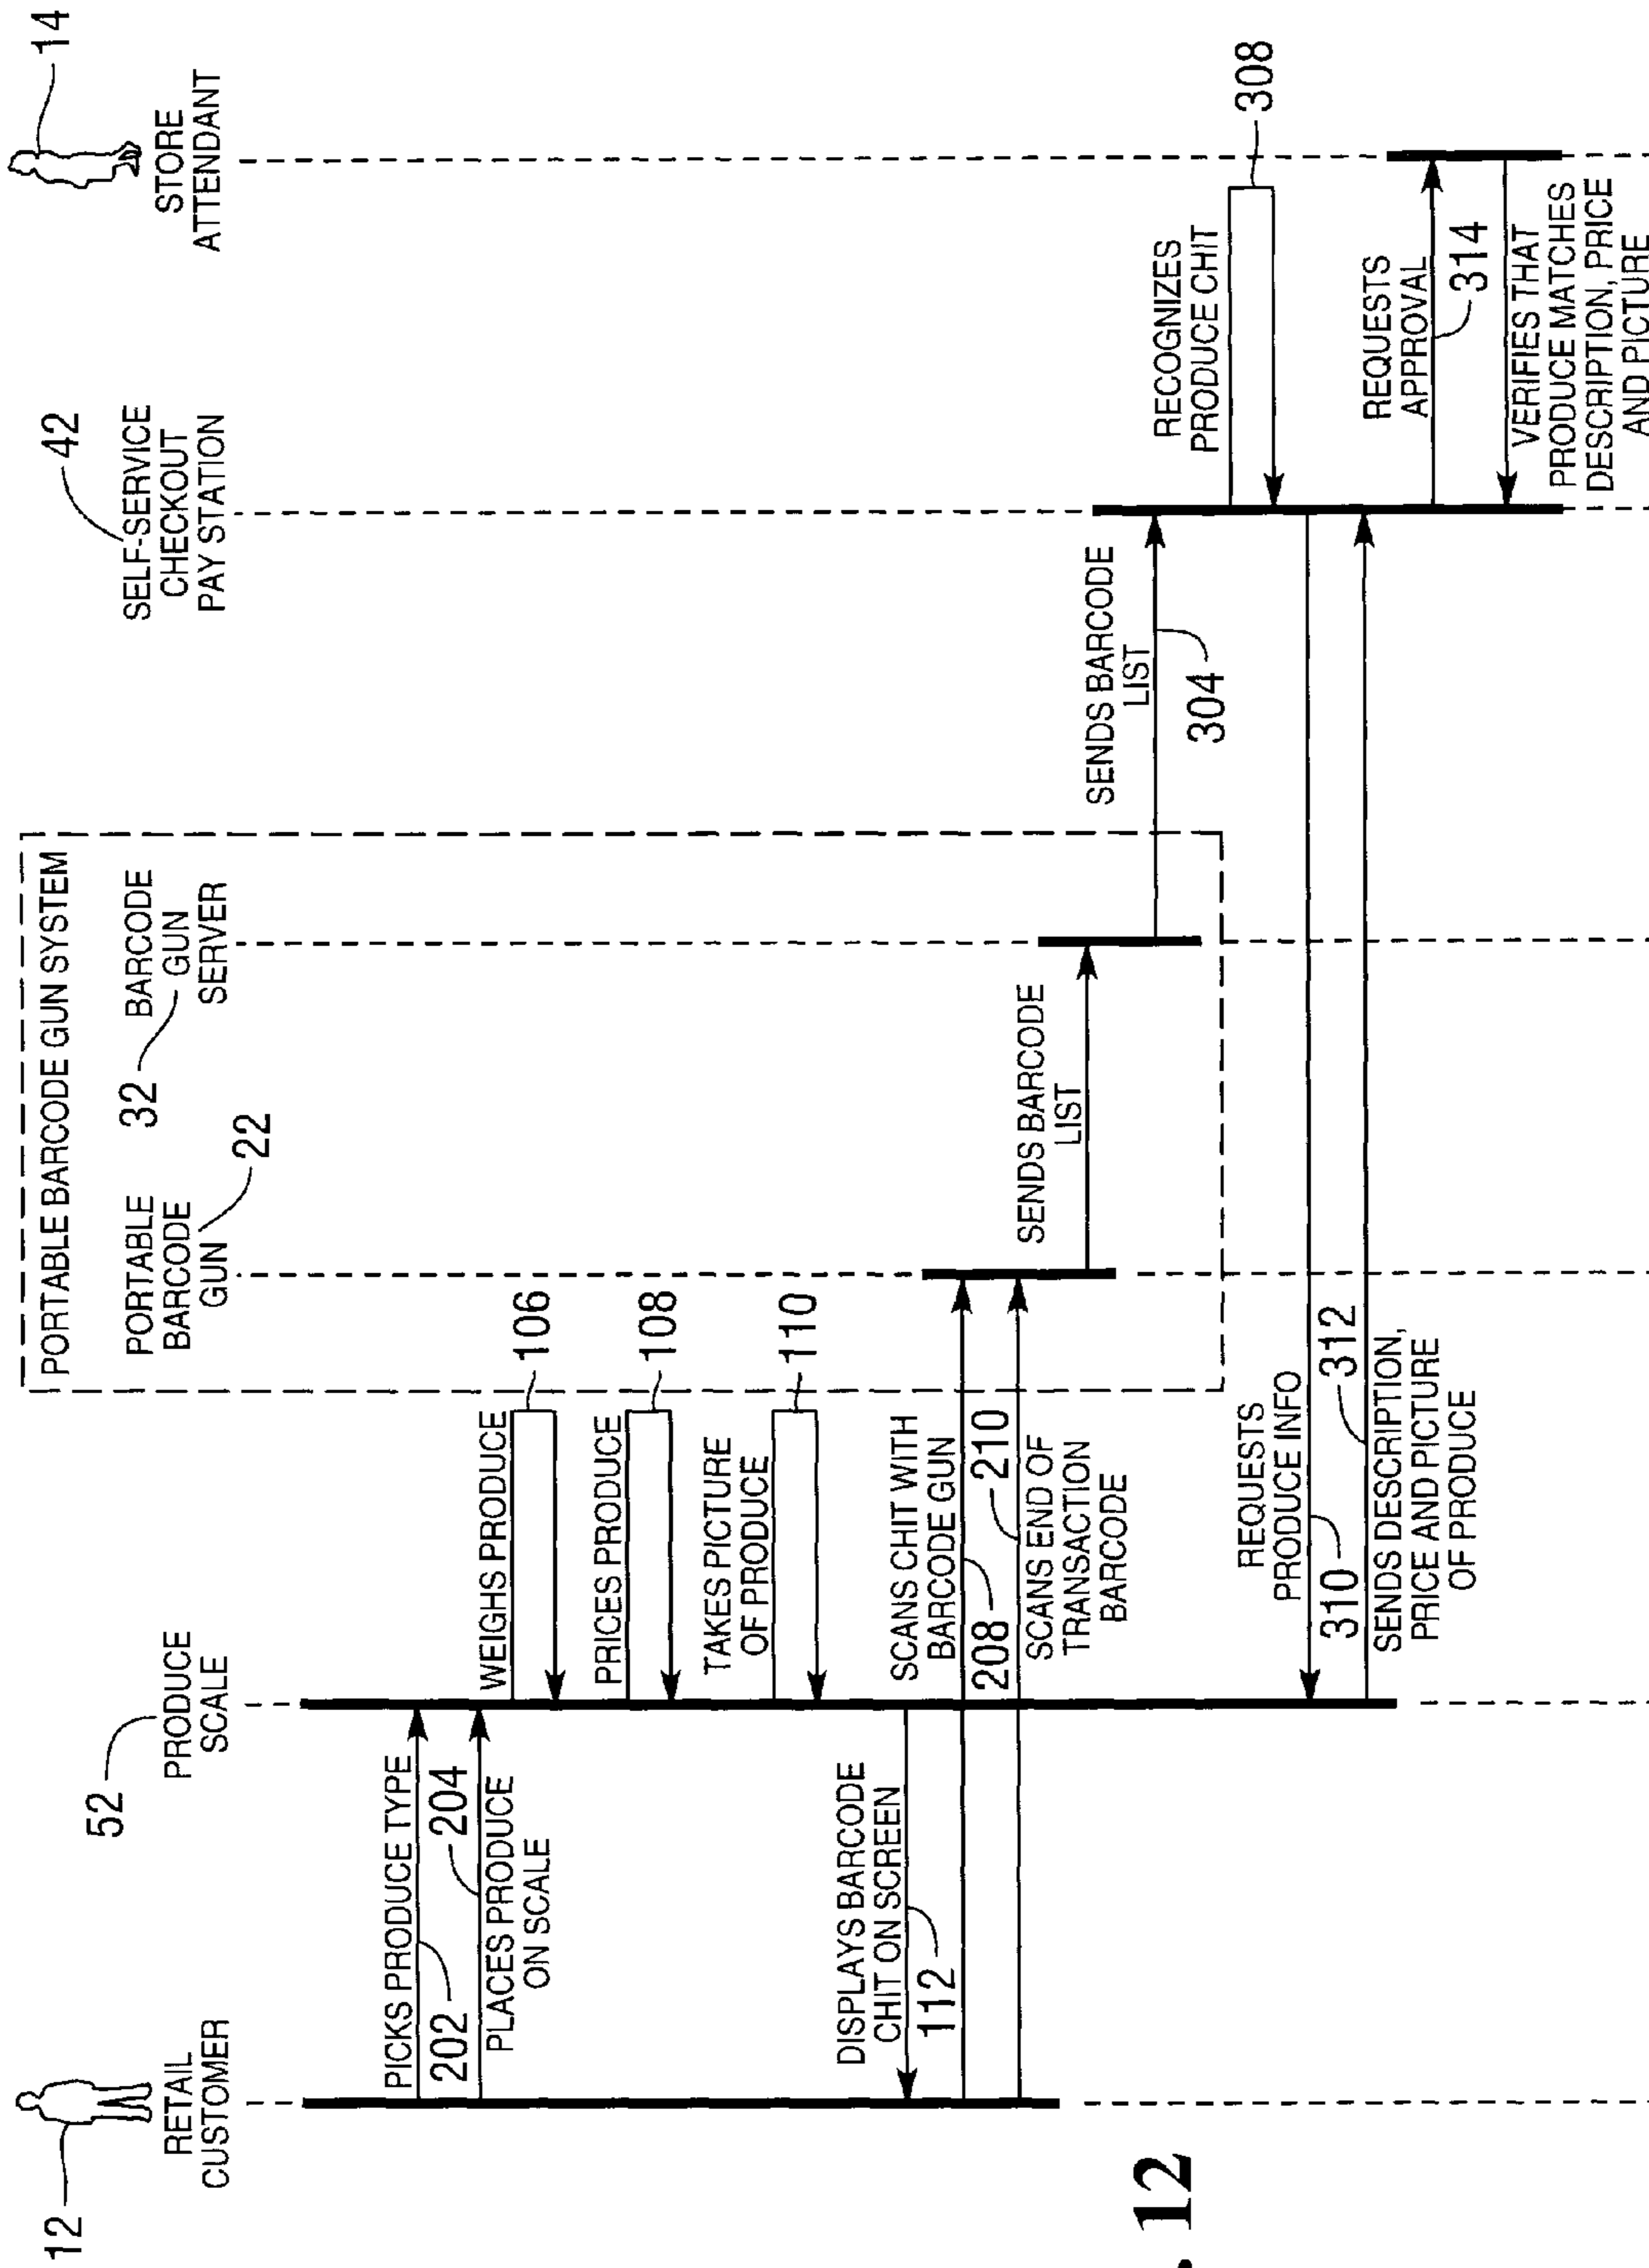 12
RETAIL
CUSTOMER
52
PRODUCE
SCALE
PORTABLE BARCODE GUN SYSTEM
PORTABLE
BARCODE
GUN
22
32
BARCODE
GUN
SERVER
42
SELF-SERVICE
CHECKOUT
PAY STATION
14
STORE
ATTENDANT
PICKS PRODUCE TYPE
202
204
PLACES PRODUCE
ON SCALE
WEIGHS PRODUCE
106
PRICES PRODUCE
108
TAKES PICTURE
OF PRODUCE
110
DISPLAYS BARCODE
CHIT ON SCREEN
112
SCANS CHIT WITH
BARCODE GUN
208
210
SCANS END OF
TRANSACTION
BARCODE
SENDS BARCODE
LIST
SENDS BARCODE
LIST
304
RECOGNIZES
PRODUCE CHIT
308
REQUESTS
PRODUCE INFO
310
312
SENDS DESCRIPTION,
PRICE AND PICTURE
OF PRODUCE
REQUESTS
APPROVAL
314
VERIFIES THAT
PRODUCE MATCHES
DESCRIPTION, PRICE
AND PICTURE
. 12